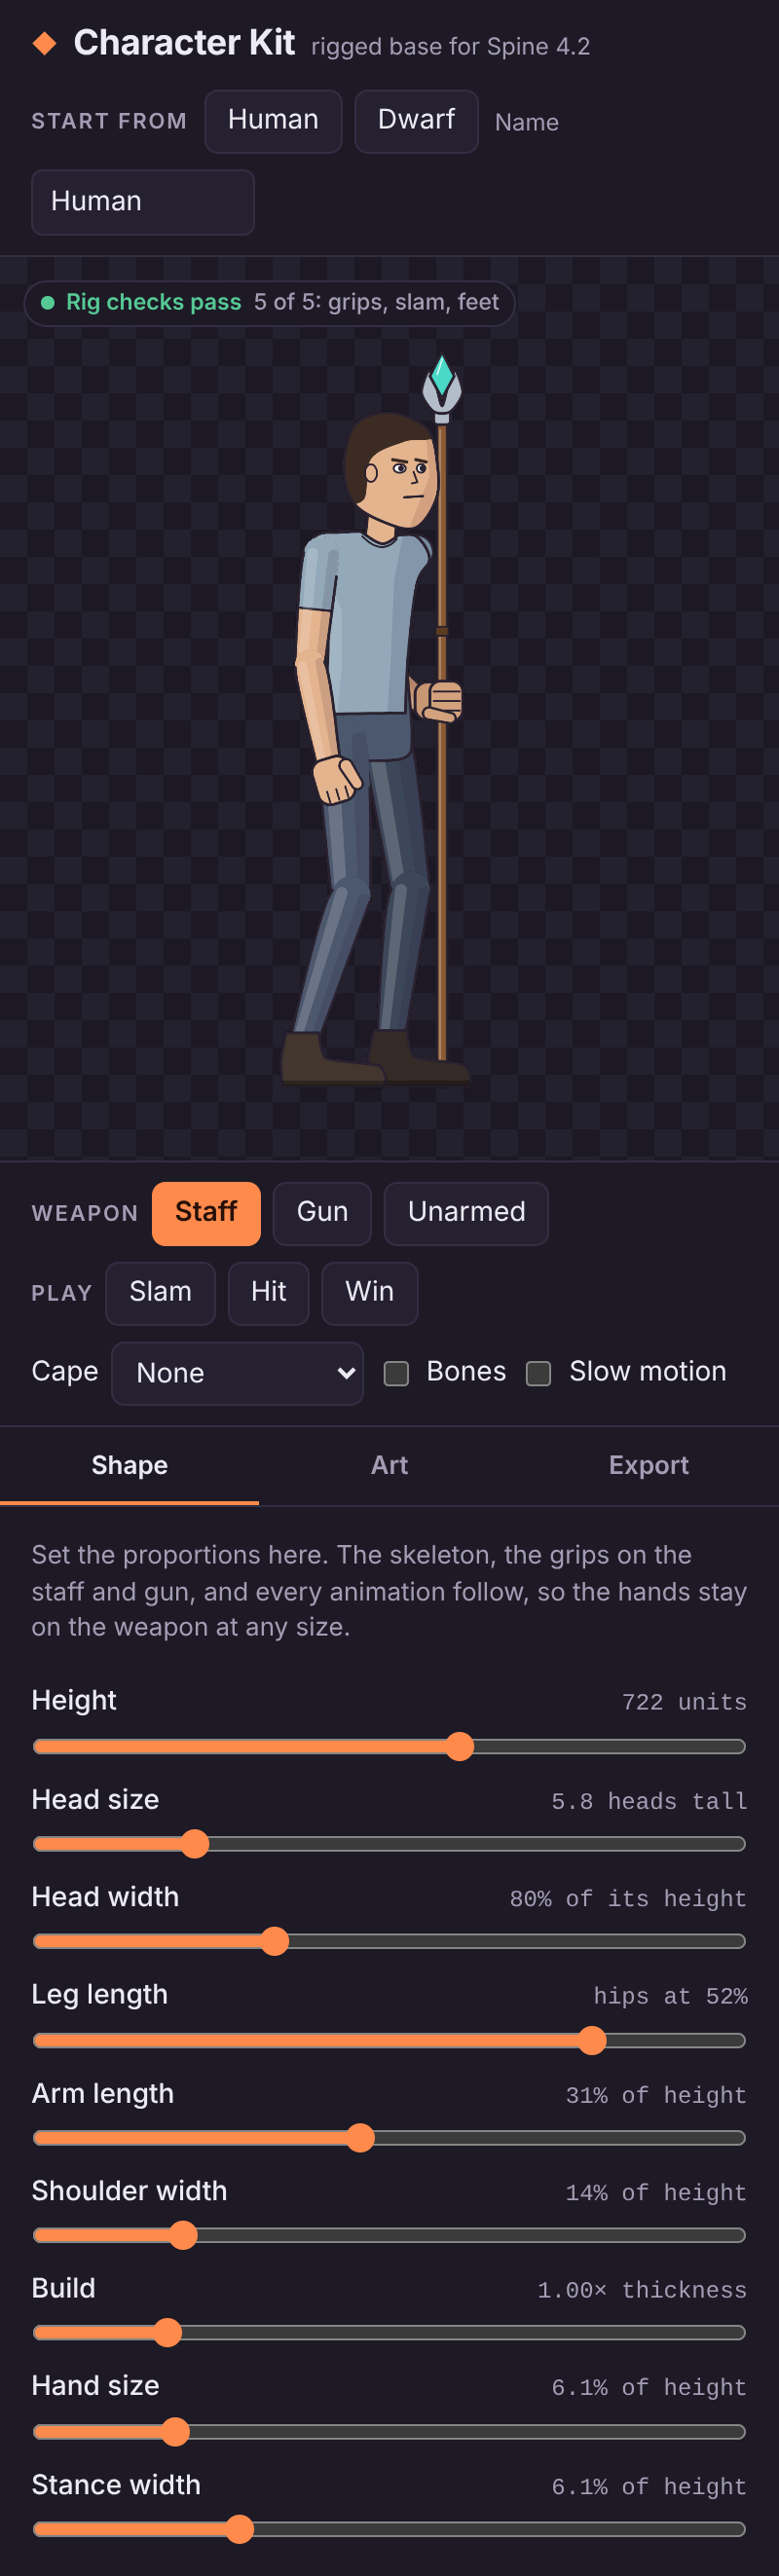 Character Kit rigged base for Spine 4.2
START FROM Human Dwarf Name
Human
Rig checks pass 5 of 5: grips, slam, feet
WEAPON Staff Gun Unarmed
PLAY Slam Hit Win
Cape None Bones Slow motion
Shape Art Export
Set the proportions here. The skeleton, the grips on the
staff and gun, and every animation follow, so the hands stay
on the weapon at any size.
Height 722 units
Head size 5.8 heads tall
Head width 80% of its height
Leg length hips at 52%
Arm length 31% of height
Shoulder width 14% of height
Build 1.00× thickness
Hand size 6.1% of height
Stance width 6.1% of height